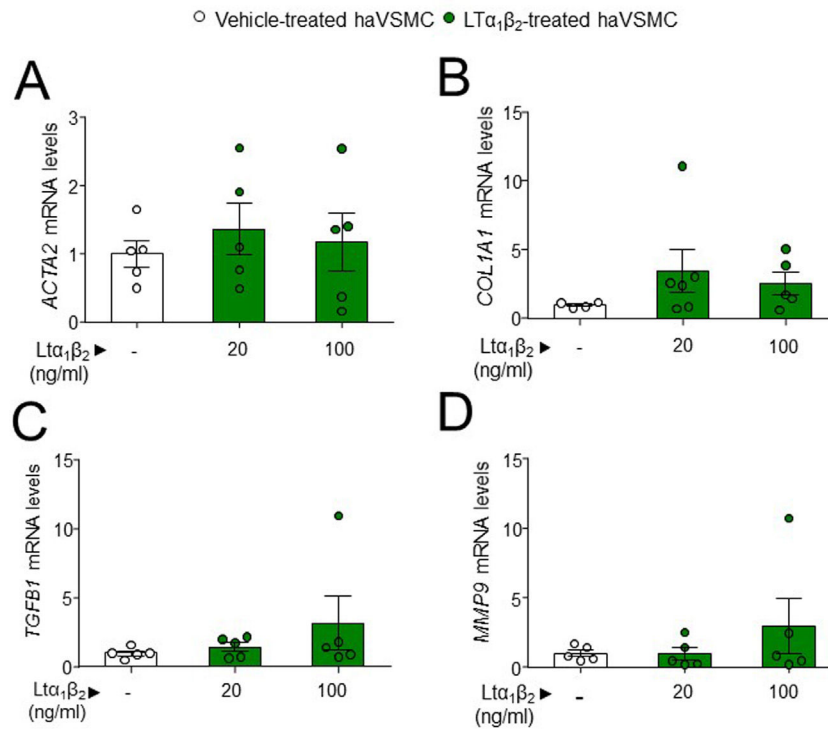 ○ Vehicle-treated haVSMC ● LTα₁β₂-treated haVSMC
A
ACTA2 mRNA levels
3
2
1
0
Ltα₁β₂ ► - 20 100
(ng/ml)
B
COL1A1 mRNA levels
15
10
5
0
Ltα₁β₂ ► - 20 100
(ng/ml)
C
TGFB1 mRNA levels
15
10
5
0
Ltα₁β₂ ► - 20 100
(ng/ml)
D
MMP9 mRNA levels
15
10
5
0
Ltα₁β₂ ► - 20 100
(ng/ml)